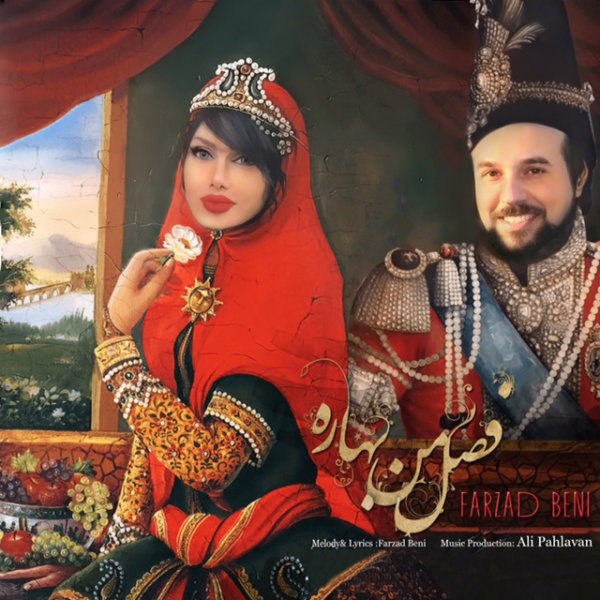 فصل من بهاره
FARZAD BENI
Melody& Lyrics :Farzad Beni Music Production: Ali Pahlavan